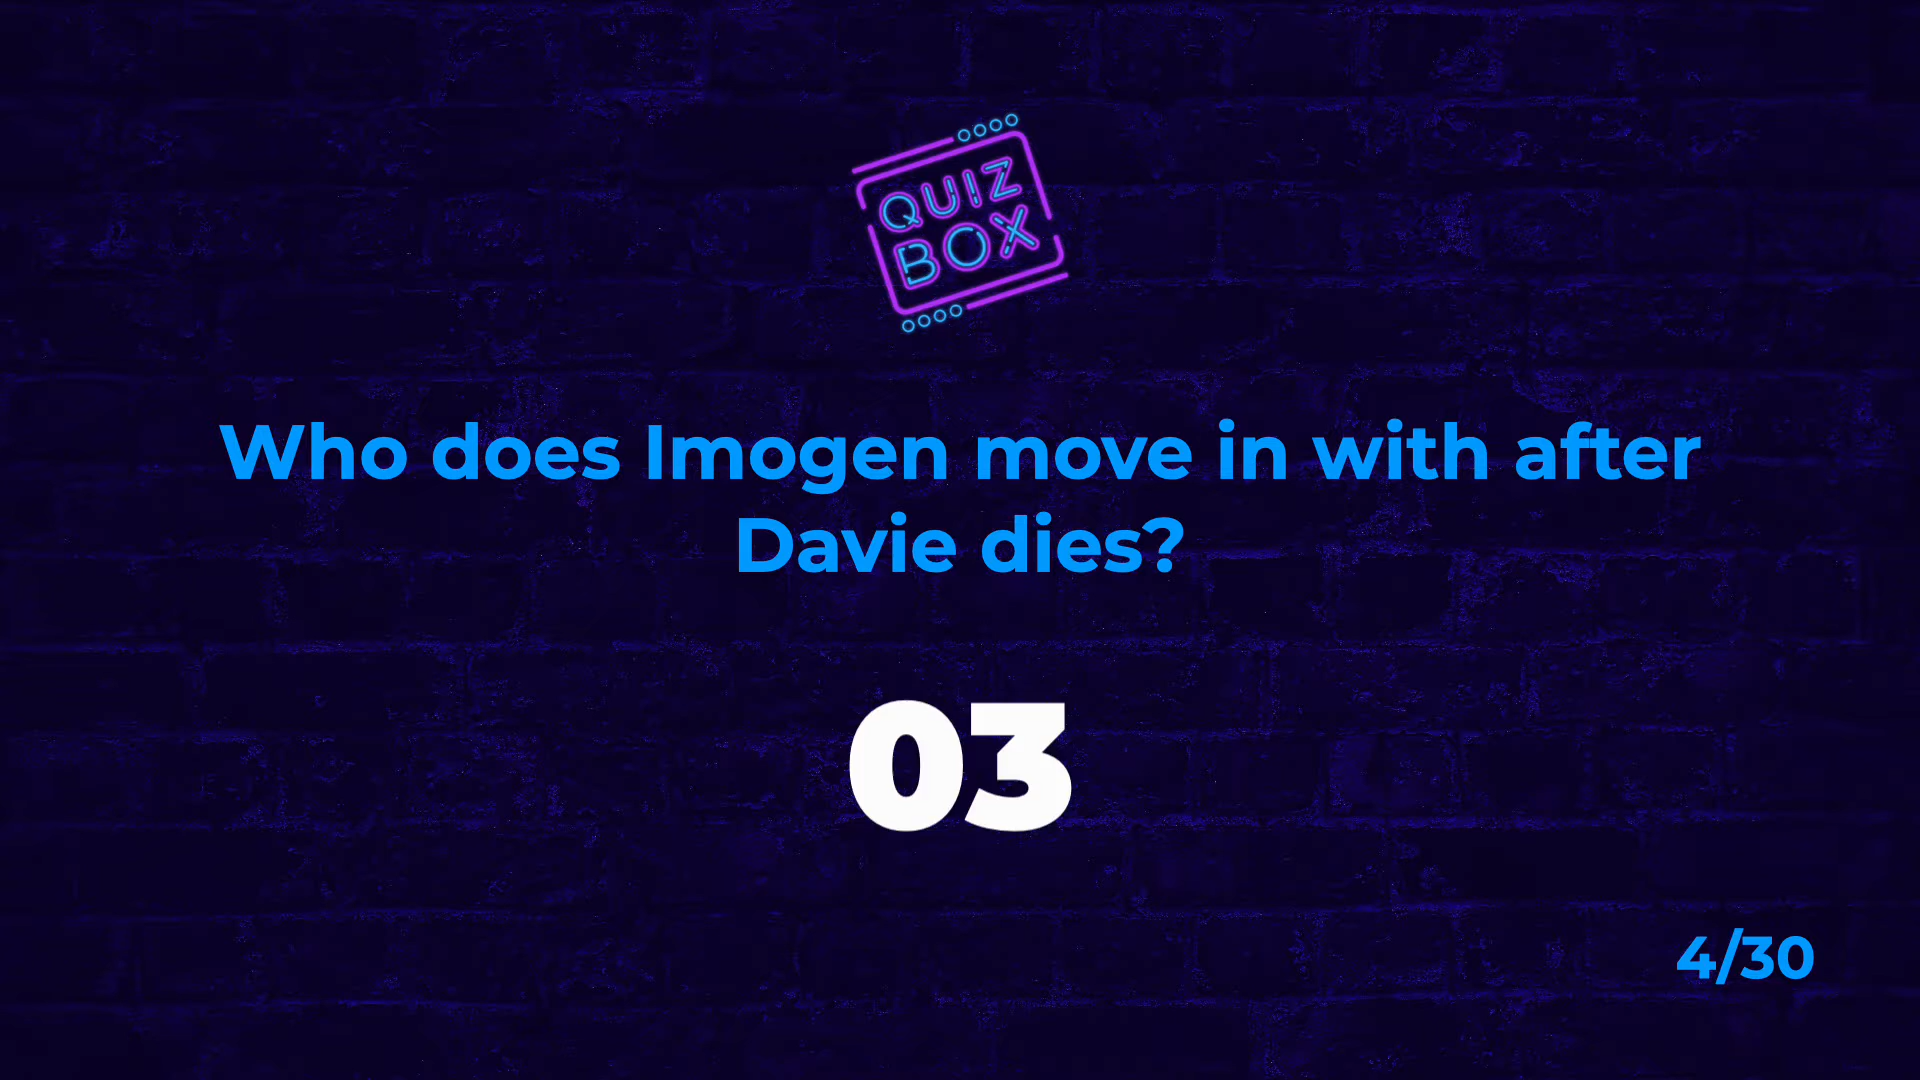 QUIZ
BOX
Who does Imogen move in with after
Davie dies?
03
4/30